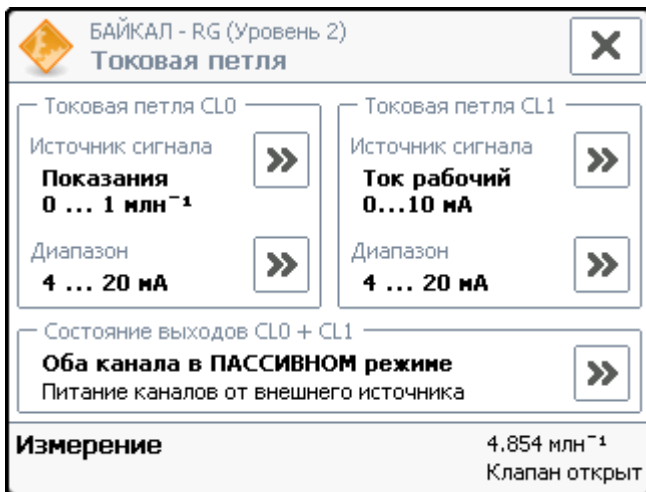 БАЙКАЛ - RG (Уровень 2)
Токовая петля
Токовая петля CL0
Источник сигнала
Показания
0 ... 1 млн⁻¹
Диапазон
4 ... 20 мА
Токовая петля CL1
Источник сигнала
Ток рабочий
0...10 мА
Диапазон
4 ... 20 мА
Состояние выходов CL0 + CL1
Оба канала в ПАССИВНОМ режиме
Питание каналов от внешнего источника
Измерение
4.854 млн⁻¹
Клапан открыт